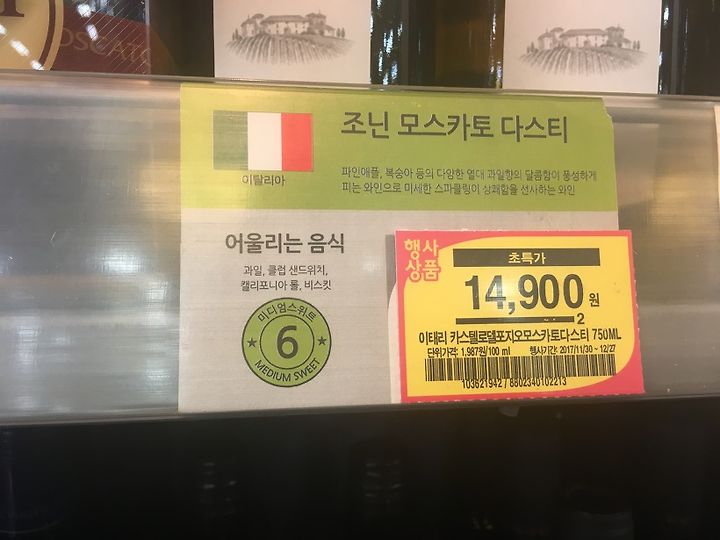 OSCATO
조닌 모스카토 다스티
이탈리아
파인애플, 복숭아 등의 다양한 열대 과일향의 달콤함이 풍성하게
피는 와인으로 미세한 스파클링이 상쾌함을 선사하는 와인
어울리는 음식
과일, 클럽 샌드위치,
캘리포니아 롤, 비스킷
미디엄스위트
6
MEDIUM SWEET
행사
상품
초특가
14,900 원
2
이태리 카스텔로델포지오모스카토다스티 750ML
단위가격: 1,987원/100 ml 행사기간: 2017/11/30 ~ 12/27
103621942 / 8802340102213